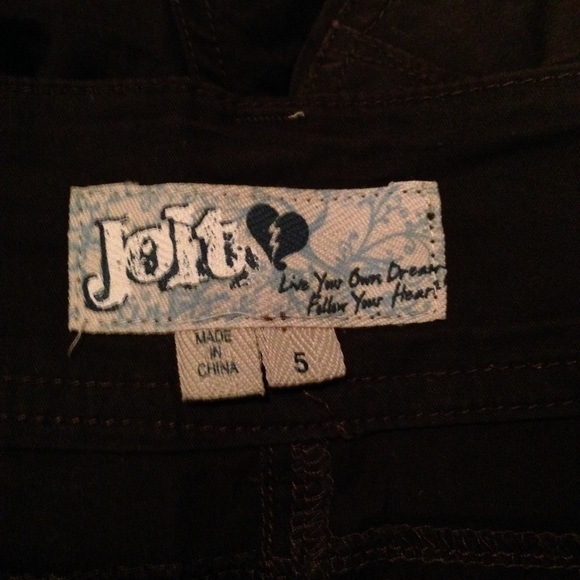 Jolt
Live Your Own Dream
Follow Your Heart
MADE
IN
CHINA
5